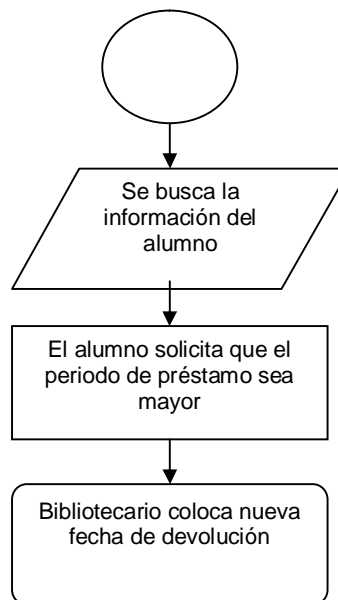 Se busca la
información del
alumno
El alumno solicita que el
periodo de préstamo sea
mayor
Bibliotecario coloca nueva
fecha de devolución